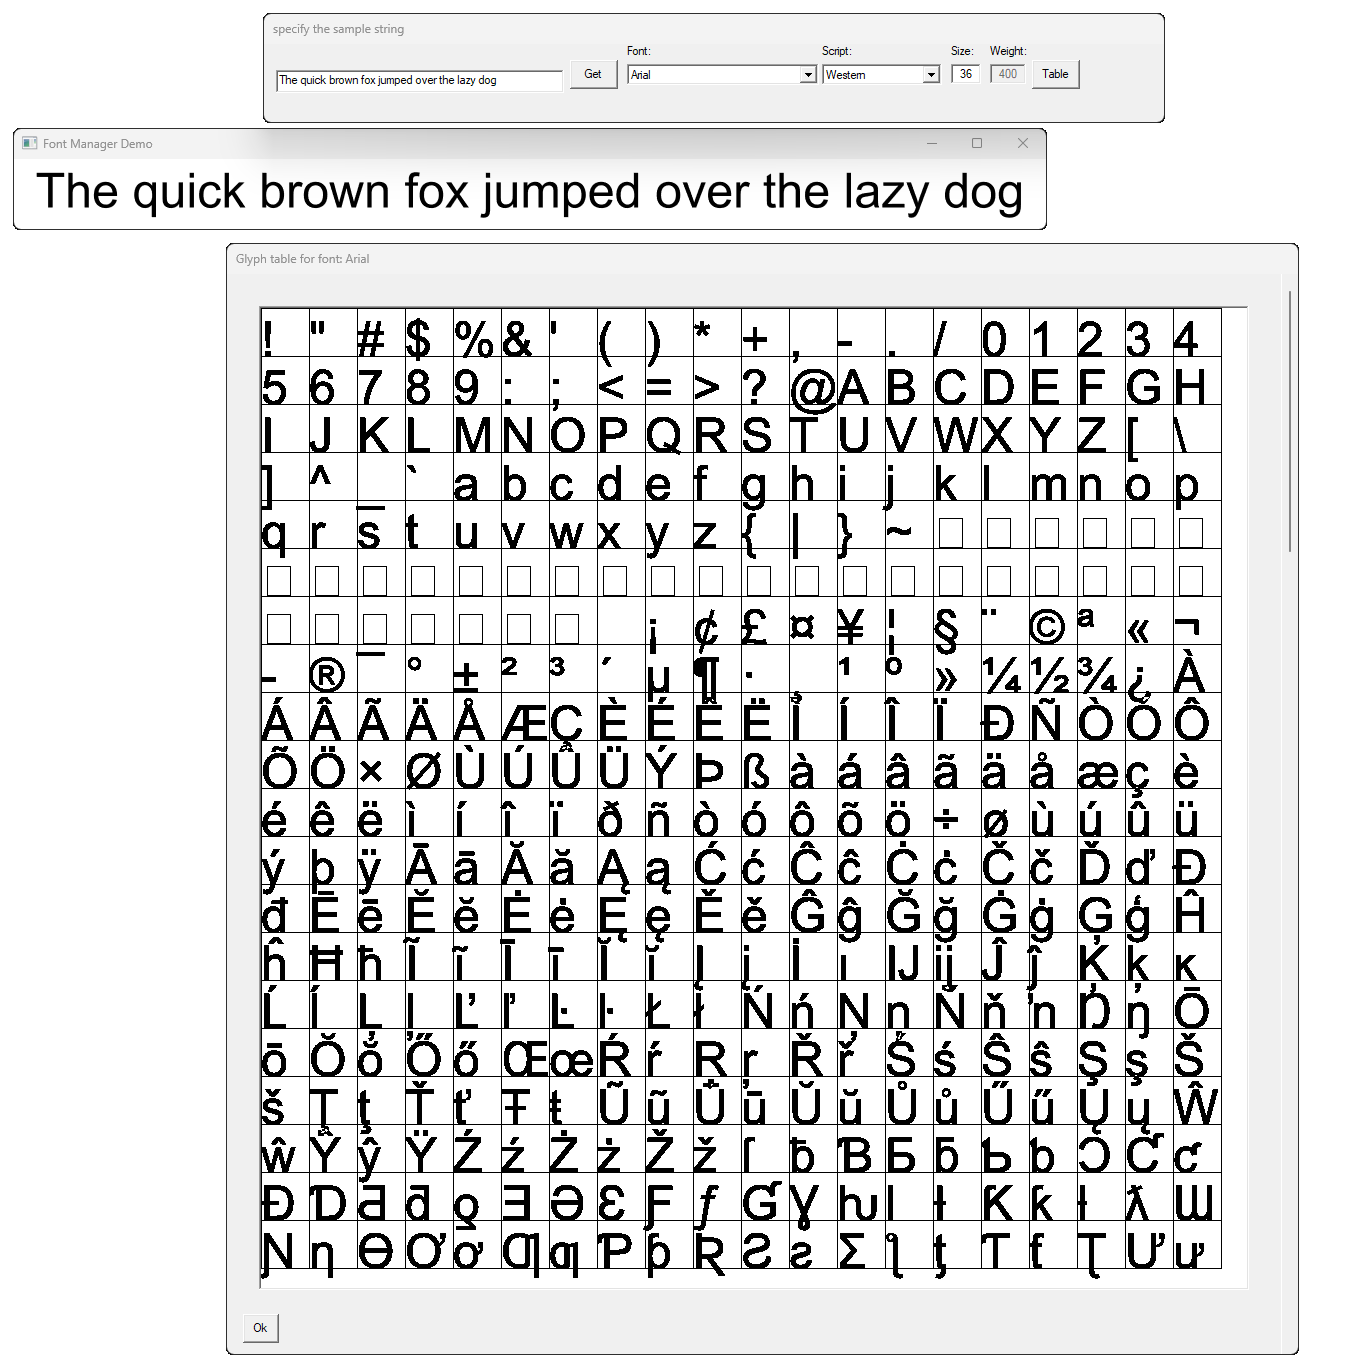 specify the sample string
Font: Script: Size: Weight:
The quick brown fox jumped over the lazy dog Get Arial Western 36 400 Table
Font Manager Demo
The quick brown fox jumped over the lazy dog
Glyph table for font: Arial
! " # $ % & ' ( ) * + , - . / 0 1 2 3 4
5 6 7 8 9 : ; < = > ? @ A B C D E F G H
I J K L M N O P Q R S T U V W X Y Z [ \
] ^ _ ` a b c d e f g h i j k l m n o p
q r s t u v w x y z { | } ~
¡ ¢ £ ¤ ¥ ¦ § ¨ © ª « ¬
- ® ¯ ° ± ² ³ ´ µ ¶ · ¸ ¹ º » ¼ ½ ¾ ¿ À
Á Â Ã Ä Å Æ Ç È É Ê Ë Ì Í Î Ï Ð Ñ Ò Ó Ô
Õ Ö × Ø Ù Ú Û Ü Ý Þ ß à á â ã ä å æ ç è
é ê ë ì í î ï ð ñ ò ó ô õ ö ÷ ø ù ú û ü
ý þ ÿ Ā ā Ă ă Ą ą Ć ć Ĉ ĉ Ċ ċ Č č Ď ď Đ
đ Ē ē Ĕ ĕ Ė ė Ę ę Ě ě Ĝ ĝ Ğ ğ Ġ ġ Ģ ģ Ĥ
ĥ Ħ ħ Ĩ ĩ Ī ī Ĭ ĭ Į į İ ı Ĳ ĳ Ĵ ĵ Ķ ķ ĸ
Ĺ ĺ Ļ ļ Ľ ľ Ŀ ŀ Ł ł Ń ń Ņ ņ Ň ň ŉ Ŋ ŋ Ō
ō Ŏ ŏ Ő ő Œ œ Ŕ ŕ Ŗ ŗ Ř ř Ś ś Ŝ ŝ Ş ş Š
š Ţ ţ Ť ť Ŧ ŧ Ũ ũ Ū ū Ŭ ŭ Ů ů Ű ű Ų ų Ŵ
ŵ Ŷ ŷ Ÿ Ź ź Ż ż Ž ž ſ ƀ Ɓ Ƃ ƃ Ƅ ƅ Ɔ Ƈ ƈ
Ɖ Ɗ Ƌ ƌ ƍ Ǝ Ə Ɛ Ƒ ƒ Ɠ Ɣ ƕ Ɩ Ɨ Ƙ ƙ ƚ ƛ Ɯ
Ɲ ƞ Ɵ Ơ ơ Ƣ ƣ Ƥ ƥ Ʀ Ƨ ƨ Ʃ ƪ ƫ Ƭ ƭ Ʈ Ư ư
Ok